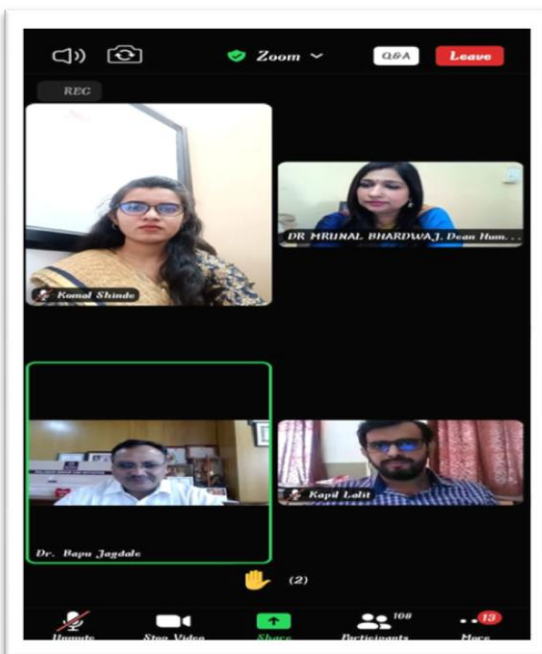 Zoom
Q&A
Leave
REC
Komal Shinde
DR MRUNAL BHARDWAJ. Dean Hum...
Dr. Bapu Jagdale
Kapil Lalit
(2)
108
13
Unmute
Stop Video
Share
Participants
More